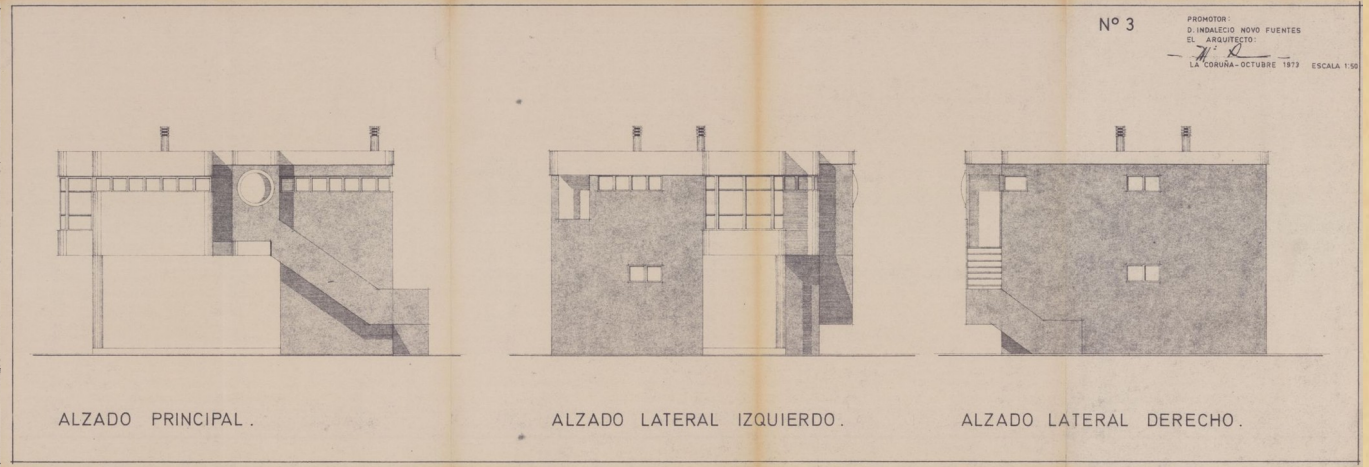 Nº 3
PROMOTOR:
D. INDALECIO NOVO FUENTES
EL ARQUITECTO:
LA CORUÑA-OCTUBRE 1973 ESCALA 1:50
ALZADO PRINCIPAL.
ALZADO LATERAL IZQUIERDO.
ALZADO LATERAL DERECHO.